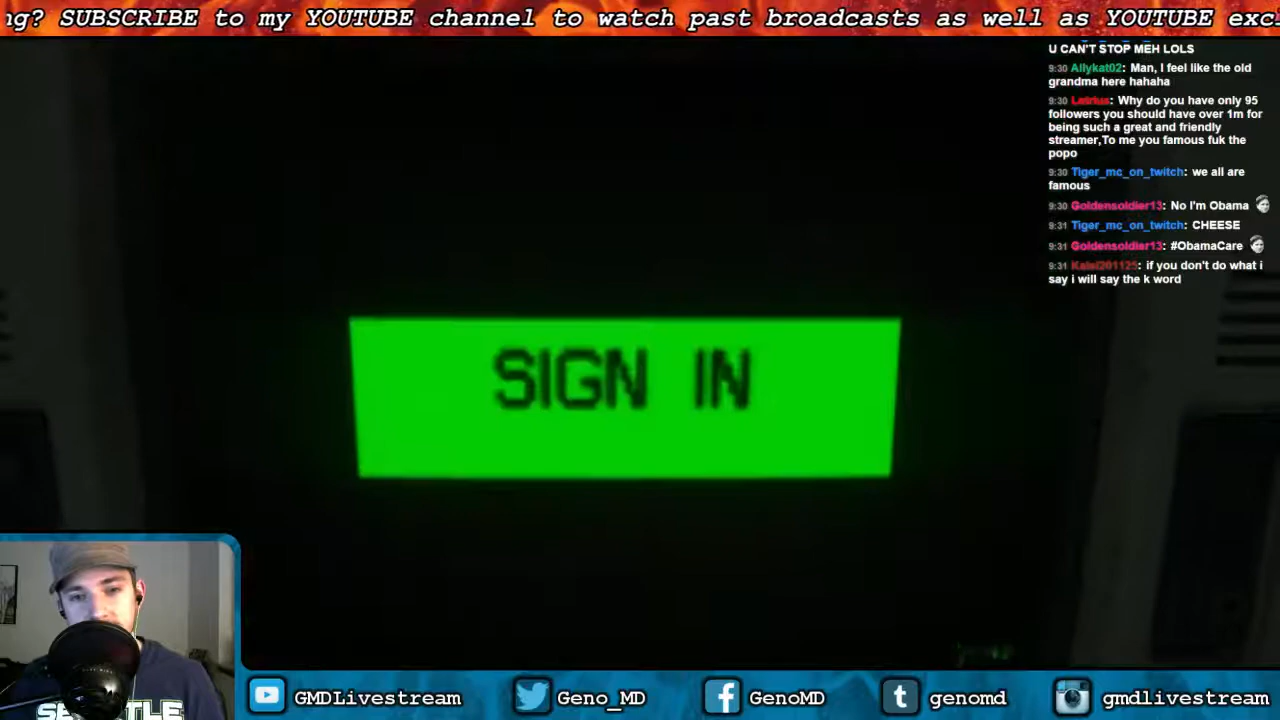 ng? SUBSCRIBE to my YOUTUBE channel to watch past broadcasts as well as YOUTUBE exc
U CAN'T STOP MEH LOLS
9:30 Allykat02: Man, I feel like the old
grandma here hahaha
9:30 Latrius: Why do you have only 95
followers you should have over 1m for
being such a great and friendly
streamer,To me you famous fuk the
popo
9:30 Tiger_mc_on_twitch: we all are
famous
9:30 Goldensoldier13: No I'm Obama
9:31 Tiger_mc_on_twitch: CHEESE
9:31 Goldensoldier13: #ObamaCare
9:31 if you don't do what i
say i will say the k word
SIGN IN
GMDLivestream
Geno_MD
GenoMD
genomd
gmdlivestream